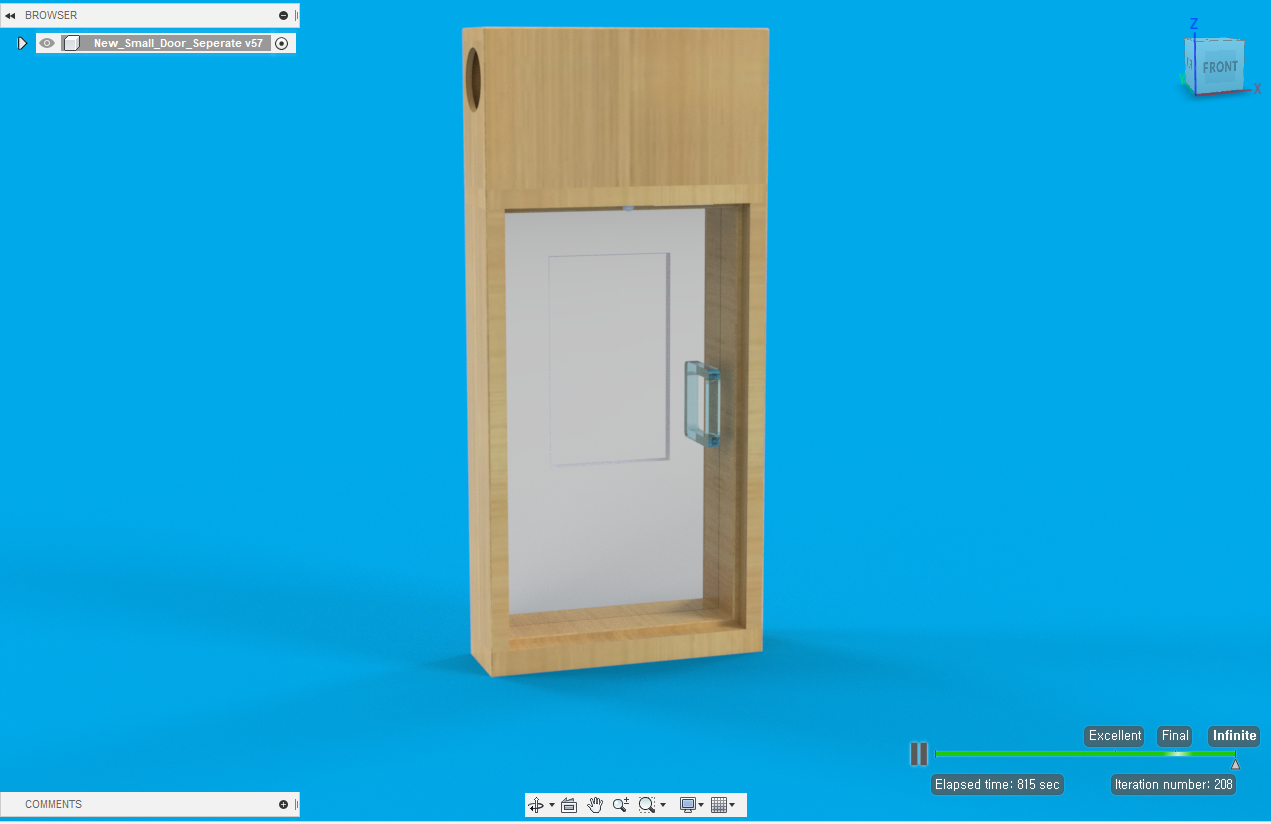 BROWSER
New_Small_Door_Seperate v57
Z
FRONT
X
Excellent
Final
Infinite
Elapsed time: 815 sec
Iteration number: 208
COMMENTS